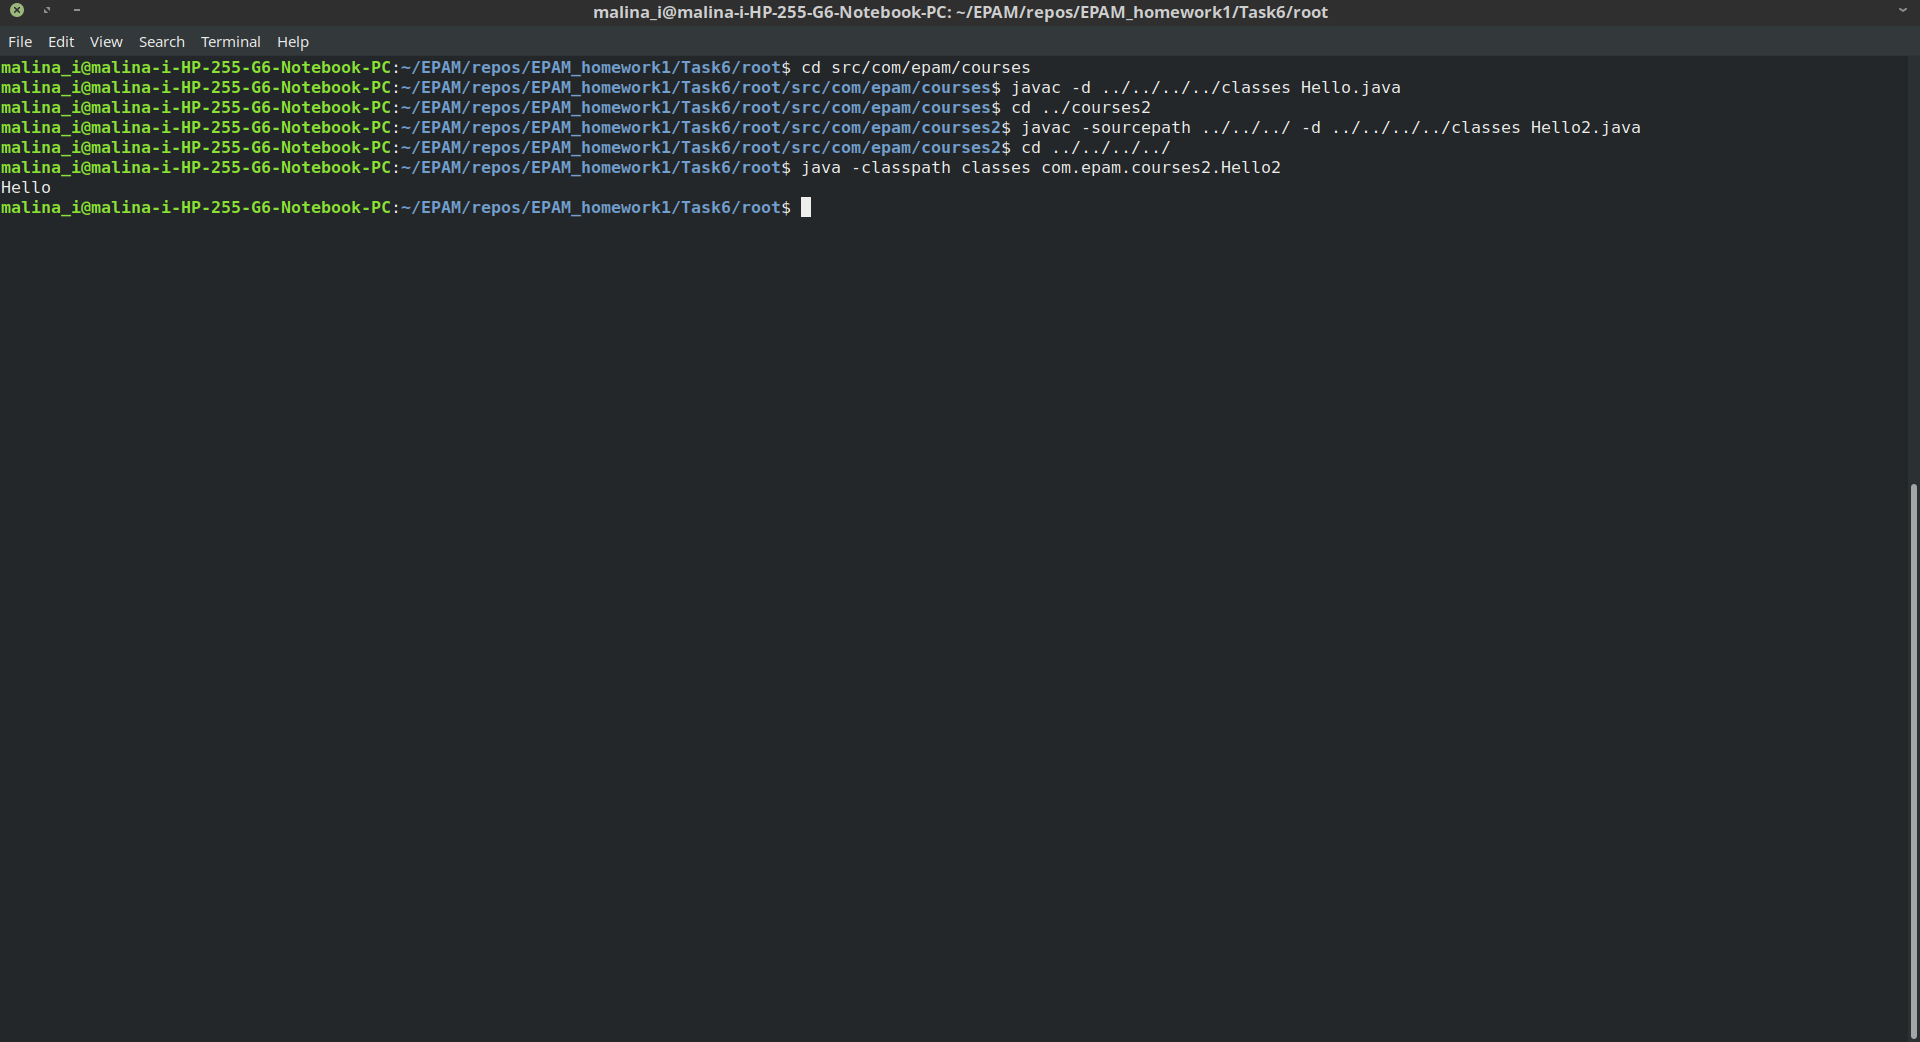 malina_i@malina-i-HP-255-G6-Notebook-PC: ~/EPAM/repos/EPAM_homework1/Task6/root
File Edit View Search Terminal Help
malina_i@malina-i-HP-255-G6-Notebook-PC:~/EPAM/repos/EPAM_homework1/Task6/root$ cd src/com/epam/courses
malina_i@malina-i-HP-255-G6-Notebook-PC:~/EPAM/repos/EPAM_homework1/Task6/root/src/com/epam/courses$ javac -d ../../../../classes Hello.java
malina_i@malina-i-HP-255-G6-Notebook-PC:~/EPAM/repos/EPAM_homework1/Task6/root/src/com/epam/courses$ cd ../courses2
malina_i@malina-i-HP-255-G6-Notebook-PC:~/EPAM/repos/EPAM_homework1/Task6/root/src/com/epam/courses2$ javac -sourcepath ../../../ -d ../../../../classes Hello2.java
malina_i@malina-i-HP-255-G6-Notebook-PC:~/EPAM/repos/EPAM_homework1/Task6/root/src/com/epam/courses2$ cd ../../../../
malina_i@malina-i-HP-255-G6-Notebook-PC:~/EPAM/repos/EPAM_homework1/Task6/root$ java -classpath classes com.epam.courses2.Hello2
Hello
malina_i@malina-i-HP-255-G6-Notebook-PC:~/EPAM/repos/EPAM_homework1/Task6/root$